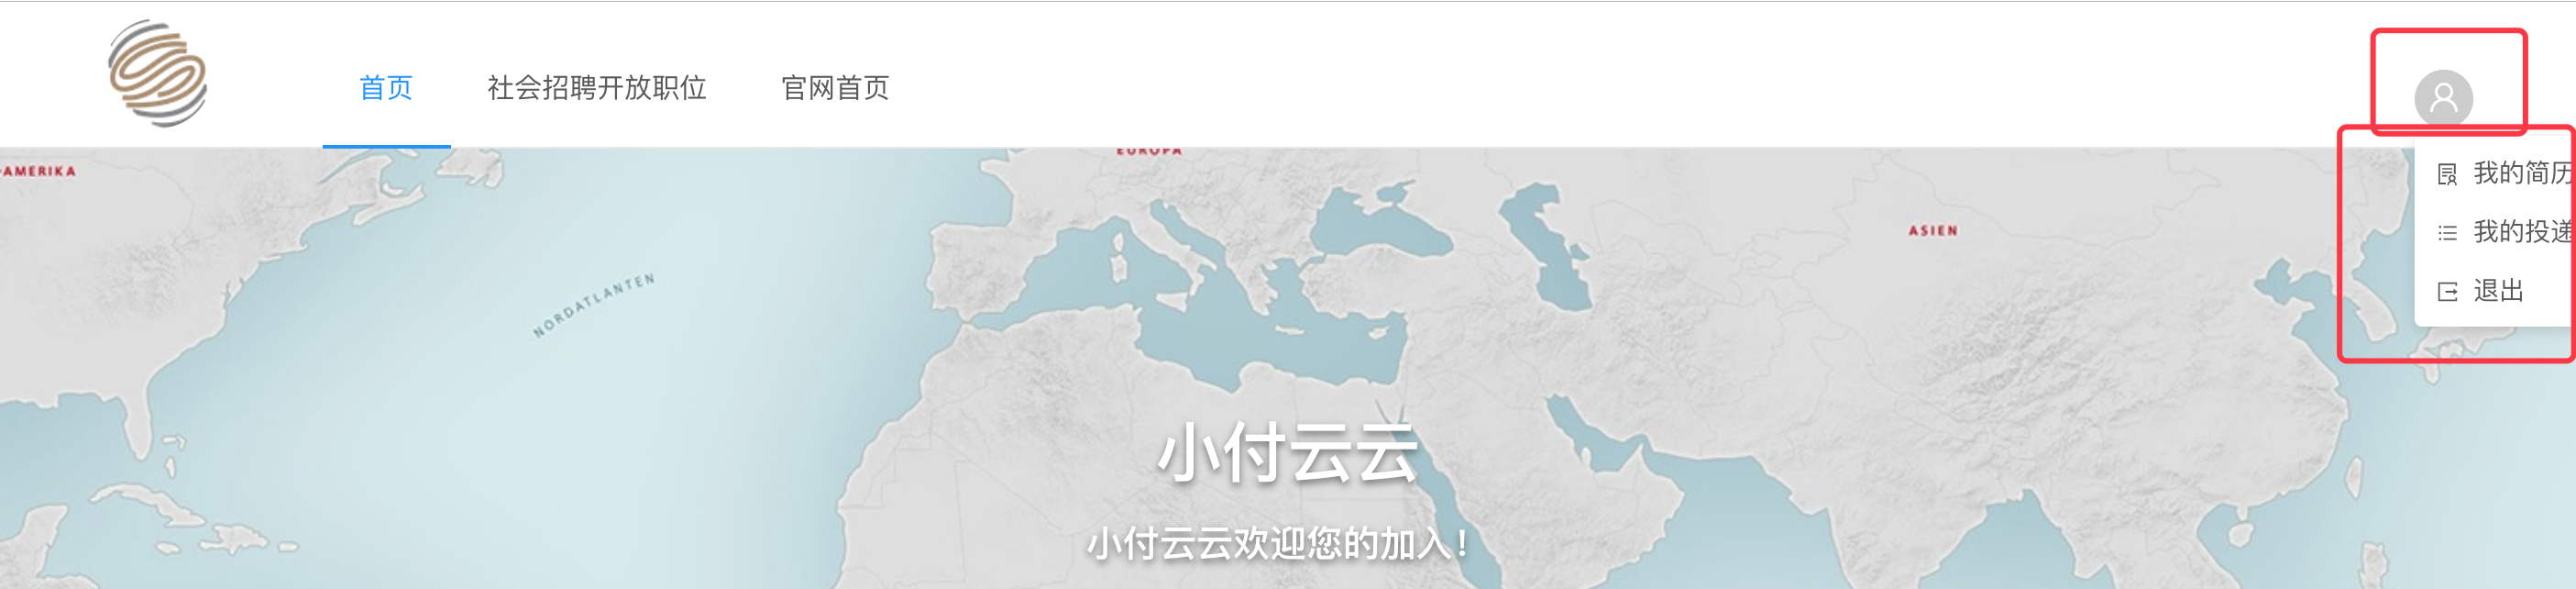 首页 社会招聘开放职位 官网首页
EUROPA
AMERIKA
我的简历
我的投递
ASIEN
NORDATLANTEN
退出
小付云云
小付云云欢迎您的加入！